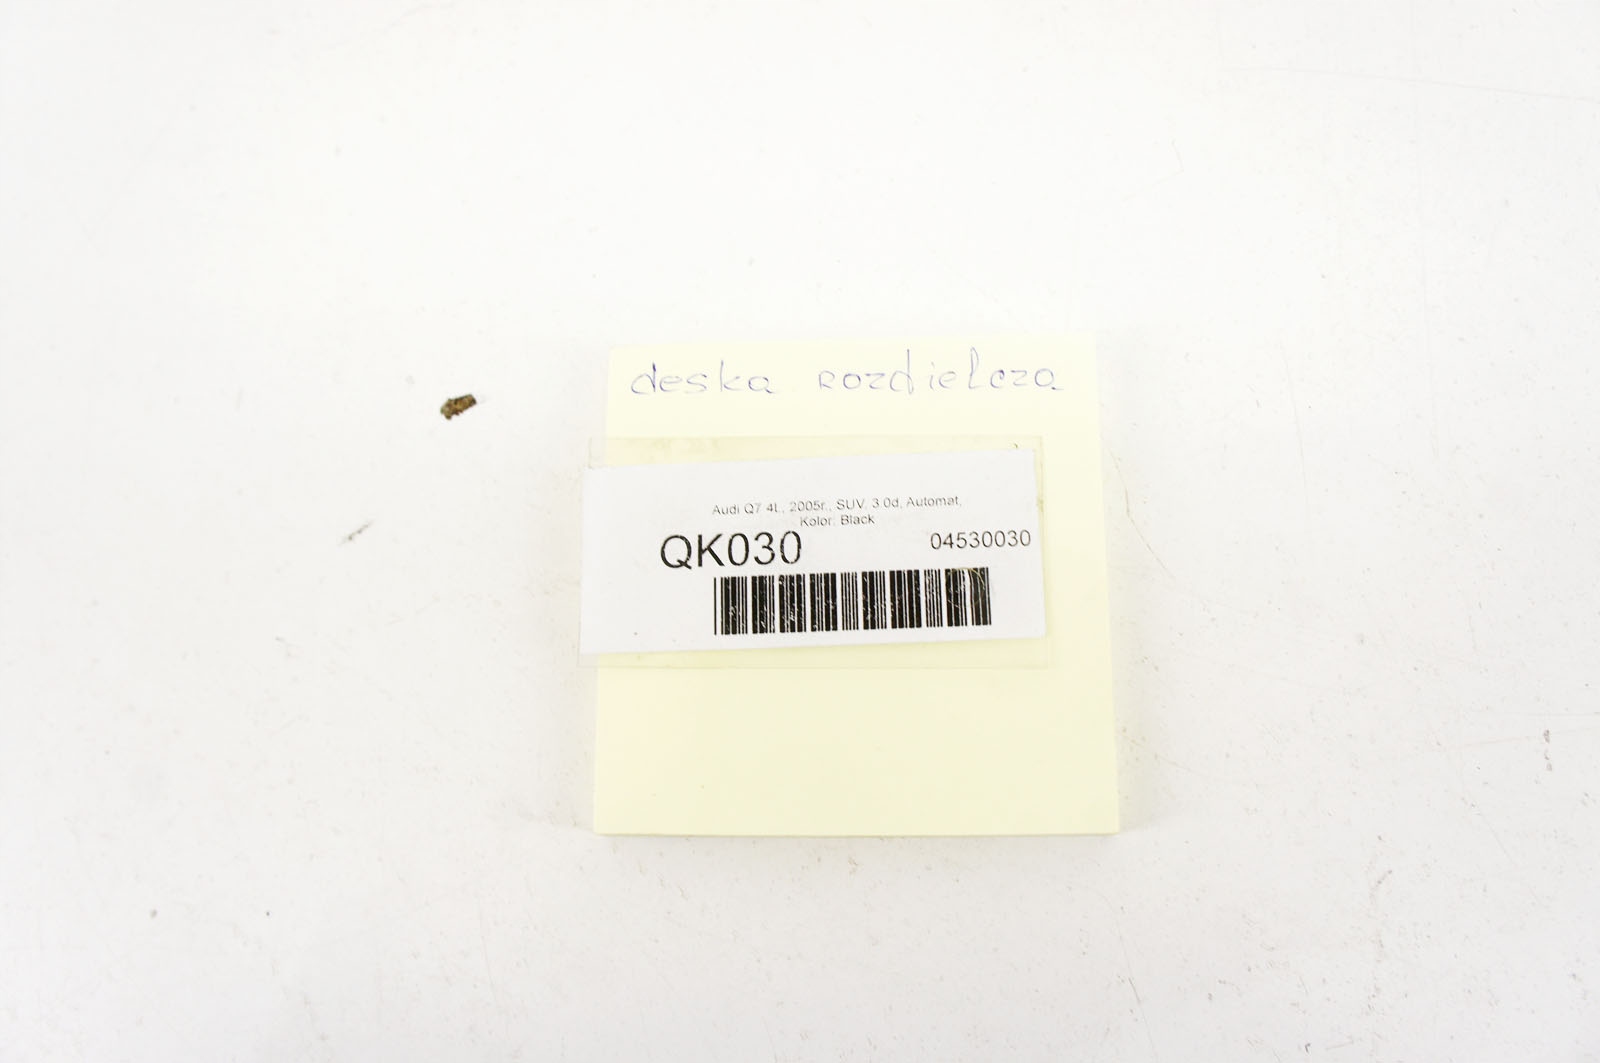 deska rozdielcza
Audi Q7 4L, 2005r., SUV, 3.0d, Automat,
Kolor: Black
QK030 04530030